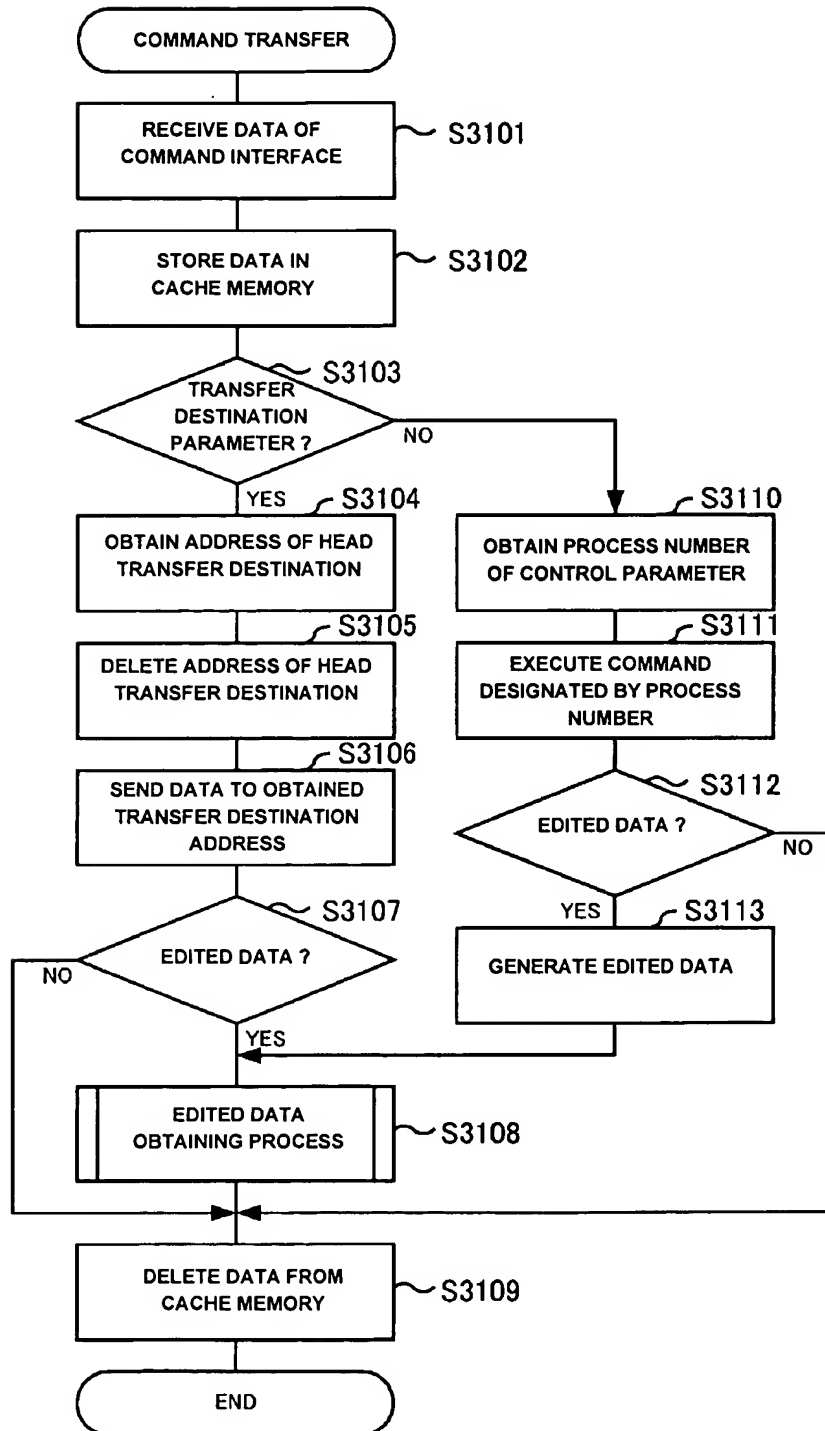 COMMAND TRANSFER
RECEIVE DATA OF
COMMAND INTERFACE
S3101
STORE DATA IN
CACHE MEMORY
S3102
S3103
TRANSFER
DESTINATION
PARAMETER ?
NO
YES
S3104
OBTAIN ADDRESS OF HEAD
TRANSFER DESTINATION
S3105
DELETE ADDRESS OF HEAD
TRANSFER DESTINATION
S3106
SEND DATA TO OBTAINED
TRANSFER DESTINATION
ADDRESS
S3107
EDITED DATA ?
NO
YES
S3110
OBTAIN PROCESS NUMBER
OF CONTROL PARAMETER
S3111
EXECUTE COMMAND
DESIGNATED BY PROCESS
NUMBER
S3112
EDITED DATA ?
NO
YES
S3113
GENERATE EDITED DATA
EDITED DATA
OBTAINING PROCESS
S3108
DELETE DATA FROM
CACHE MEMORY
S3109
END